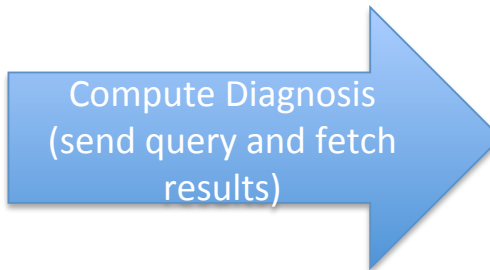 Compute Diagnosis
(send query and fetch
results)